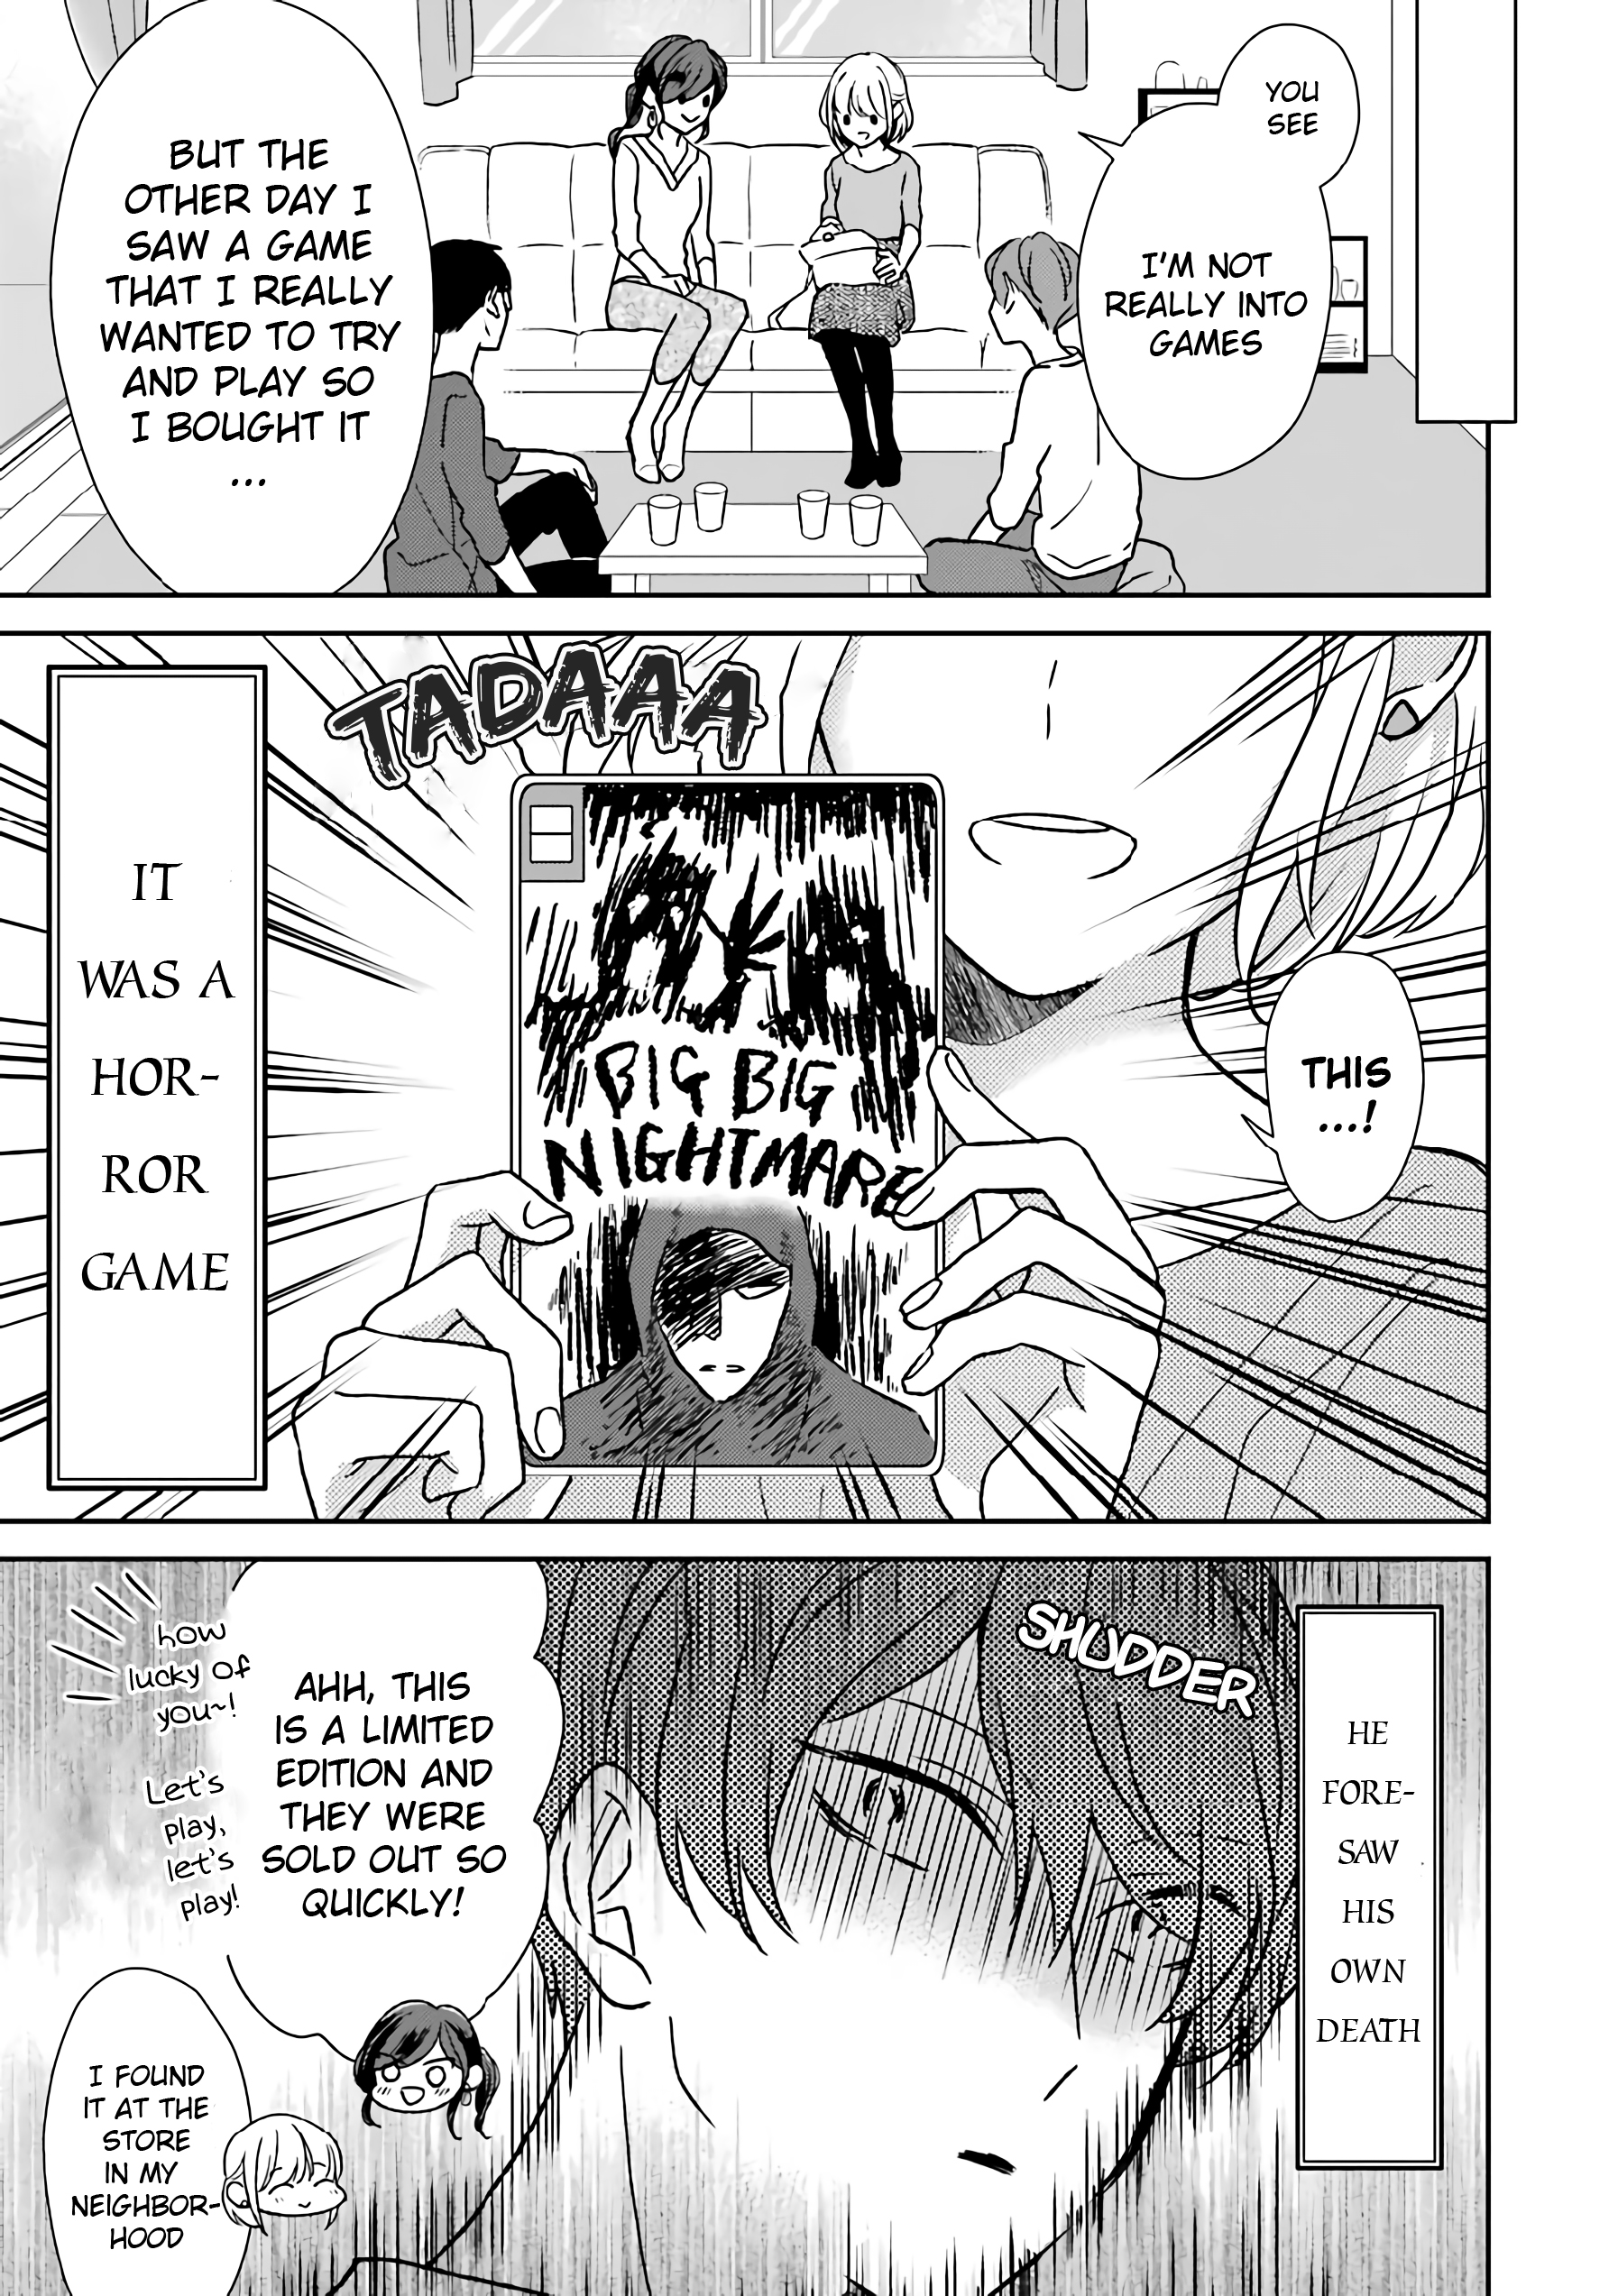 YOU
SEE
I'M NOT
REALLY INTO
GAMES
BUT THE
OTHER DAY I
SAW A GAME
THAT I REALLY
WANTED TO TRY
AND PLAY SO
I BOUGHT IT
...
TADAAA
THIS
...!
BIG BIG
NIGHTMARE
IT
WAS A
HOR-
ROR
GAME
SHUDDER
HE
FORE-
SAW
HIS
OWN
DEATH
AHH, THIS
IS A LIMITED
EDITION AND
THEY WERE
SOLD OUT SO
QUICKLY!
how
lucky of
you~!
Let's
play,
let's
play!
I FOUND
IT AT THE
STORE
IN MY
NEIGHBOR-
HOOD